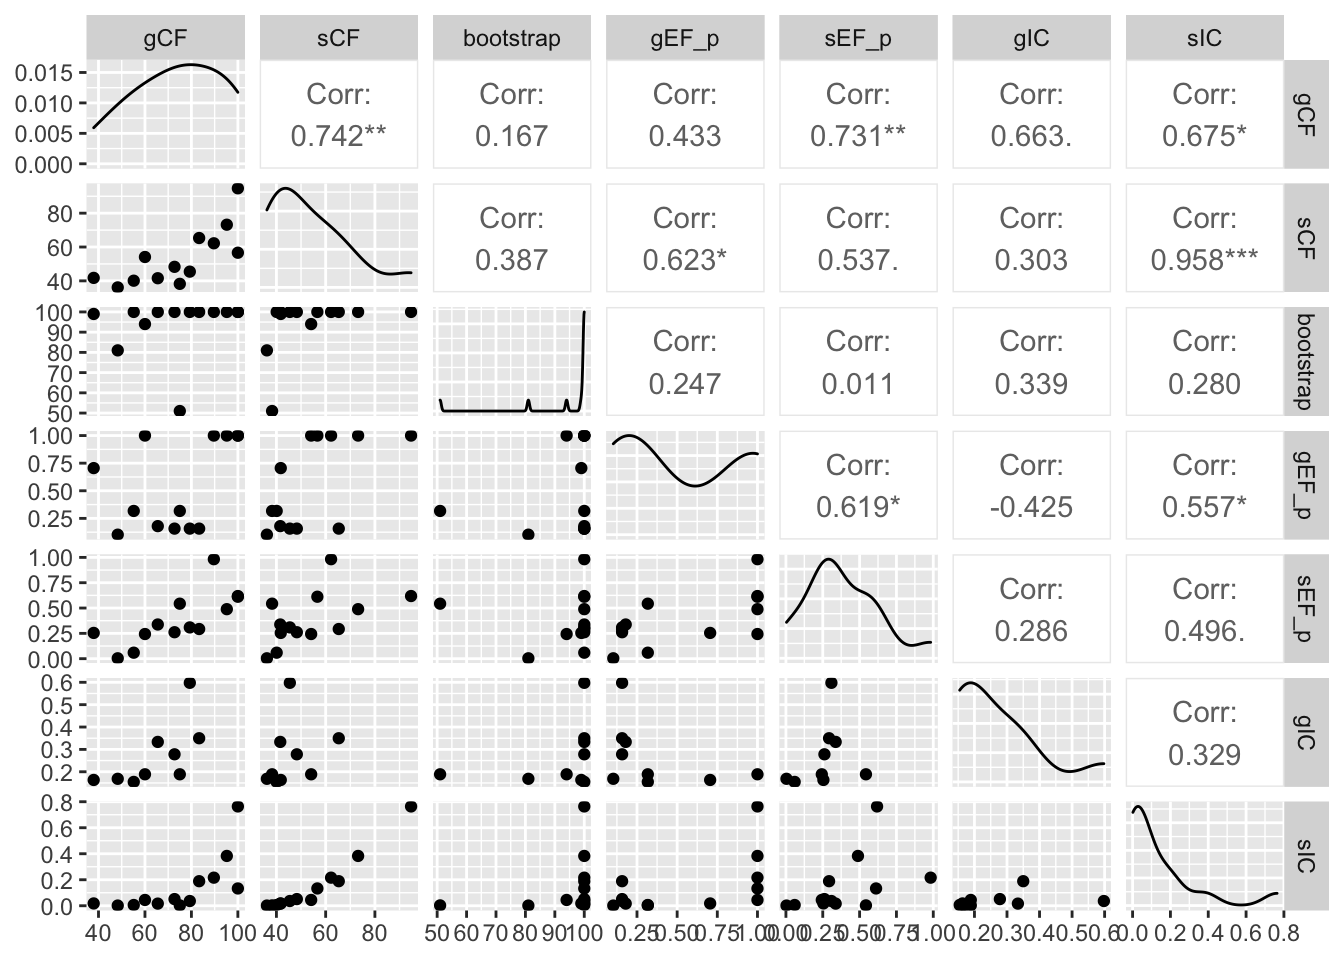 gCF sCF bootstrap gEF_p sEF_p gIC sIC
0.015
0.010
0.005
0.000
Corr:
0.742**
Corr:
0.167
Corr:
0.433
Corr:
0.731**
Corr:
0.663.
Corr:
0.675*
gCF
80
60
40
Corr:
0.387
Corr:
0.623*
Corr:
0.537.
Corr:
0.303
Corr:
0.958***
sCF
100
90
80
70
60
50
Corr:
0.247
Corr:
0.011
Corr:
0.339
Corr:
0.280
bootstrap
1.00
0.75
0.50
0.25
Corr:
0.619*
Corr:
-0.425
Corr:
0.557*
gEF_p
1.00
0.75
0.50
0.25
0.00
Corr:
0.286
Corr:
0.496.
sEF_p
0.6
0.5
0.4
0.3
0.2
Corr:
0.329
gIC
0.8
0.6
0.4
0.2
0.0
sIC
40 60 80 100 40 60 80 50 60 70 80 90 100 0.25 0.50 0.75 1.00 0.00 0.25 0.50 0.75 1.00 0.2 0.3 0.4 0.5 0.6 0.0 0.2 0.4 0.6 0.8